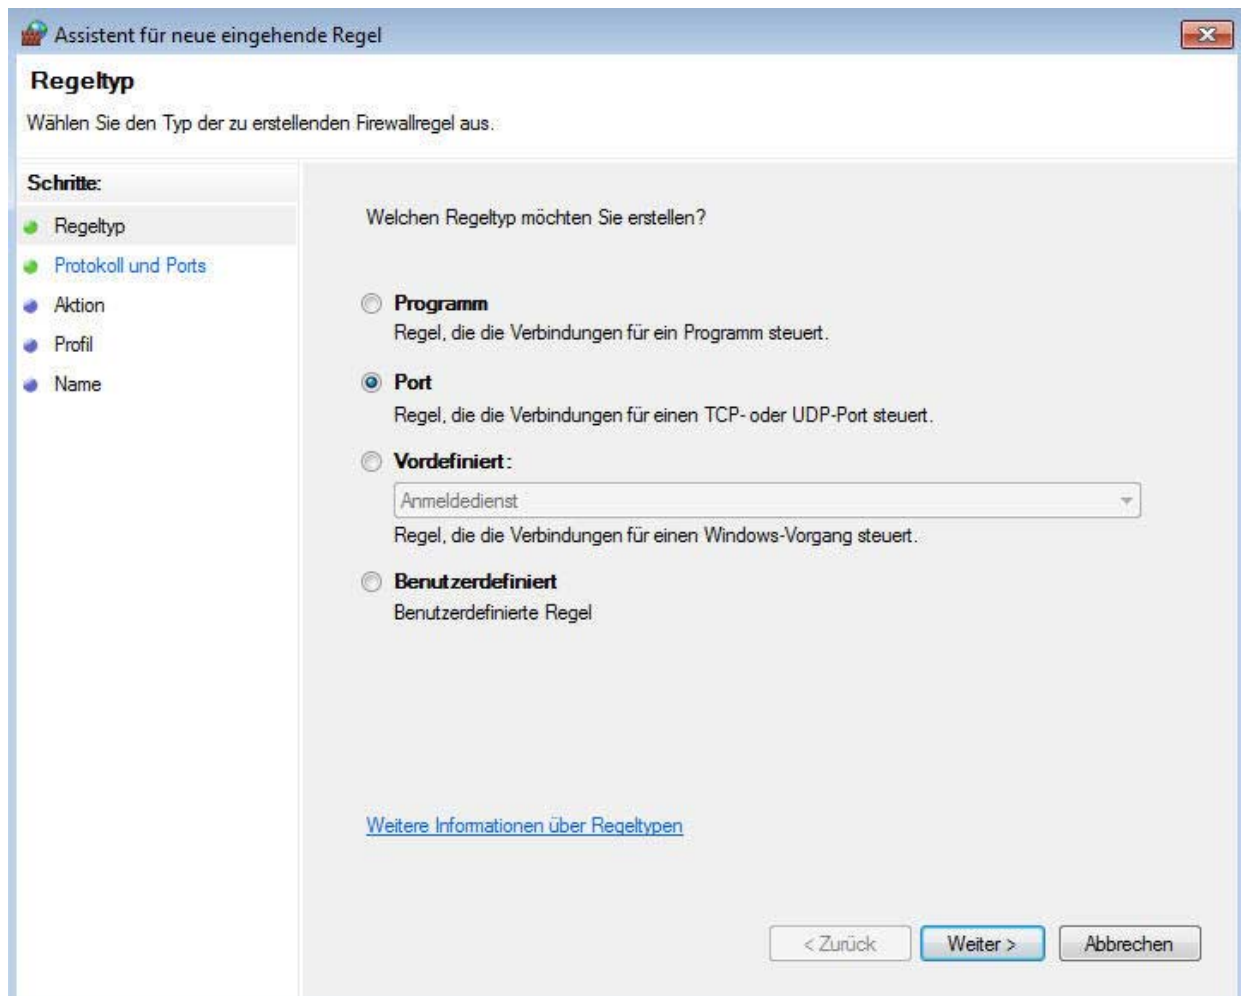 Assistent für neue eingehende Regel
Regeltyp
Wählen Sie den Typ der zu erstellenden Firewallregel aus.
Schritte:
Regeltyp
Protokoll und Ports
Aktion
Profil
Name
Welchen Regeltyp möchten Sie erstellen?
Programm
Regel, die die Verbindungen für ein Programm steuert.
Port
Regel, die die Verbindungen für einen TCP- oder UDP-Port steuert.
Vordefiniert:
Anmeldedienst
Regel, die die Verbindungen für einen Windows-Vorgang steuert.
Benutzerdefiniert
Benutzerdefinierte Regel
Weitere Informationen über Regeltypen
< Zurück
Weiter >
Abbrechen